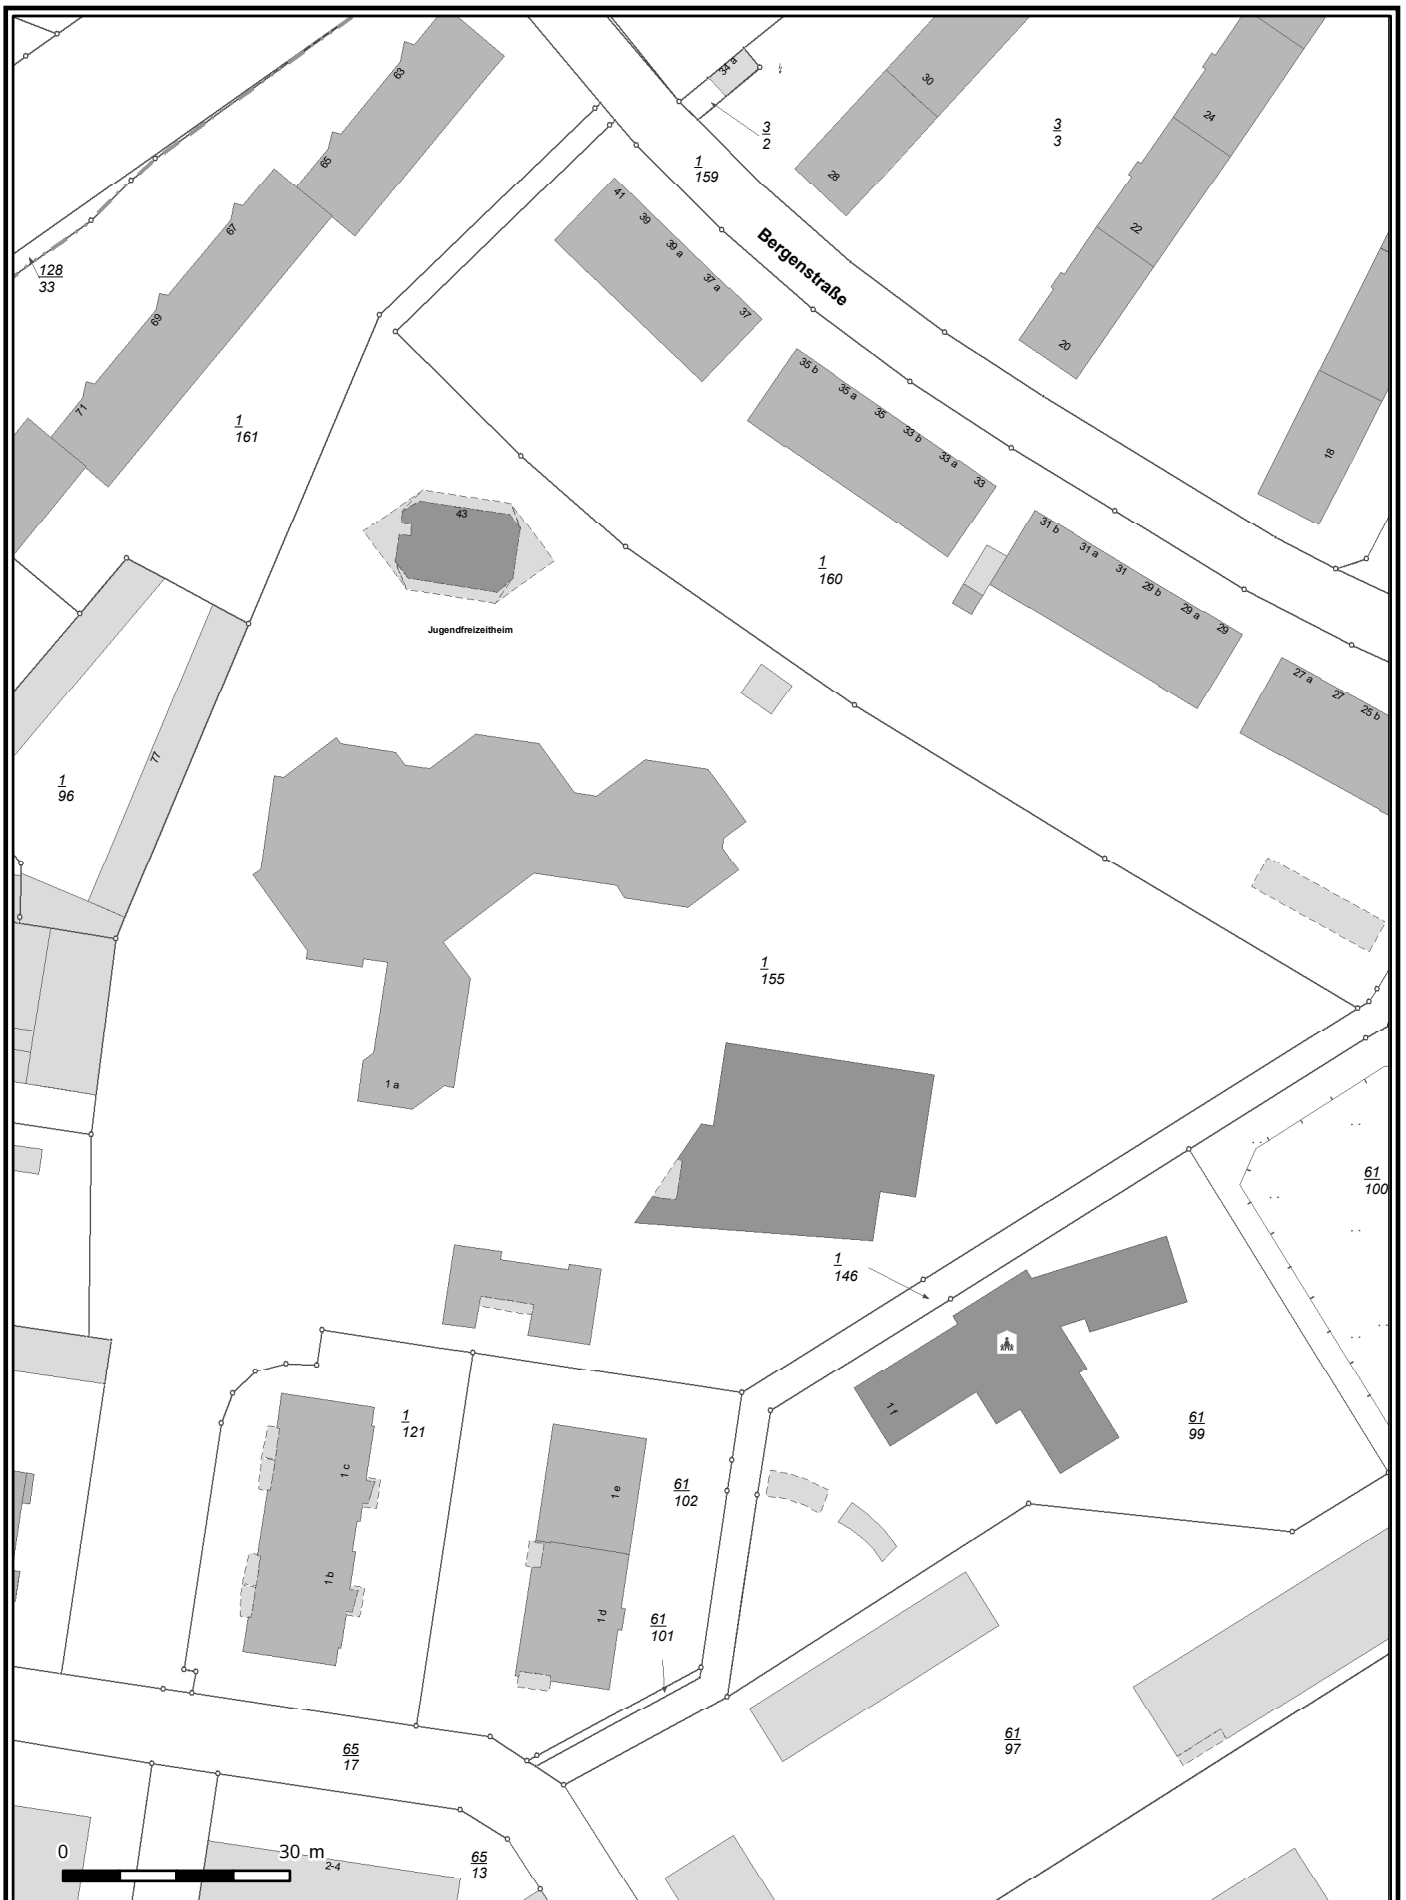 63
34 a
30
24
3
2
3
3
65
1
159
28
67
41
39
39 a
37 a
37
22
Bergenstraße
128
33
69
20
35 b
35 a
35
33 b
33 a
33
71
1
161
18
43
31 b
31 a
31
29 b
29 a
29
1
160
Jugendfreizeitheim
27 a
27
25 b
77
1
96
1
155
1 a
61
100
1
146
1 f
1
121
61
99
1 c
1 e
61
102
1 b
1 d
61
101
65
17
61
97
0
30 m
2-4
65
13